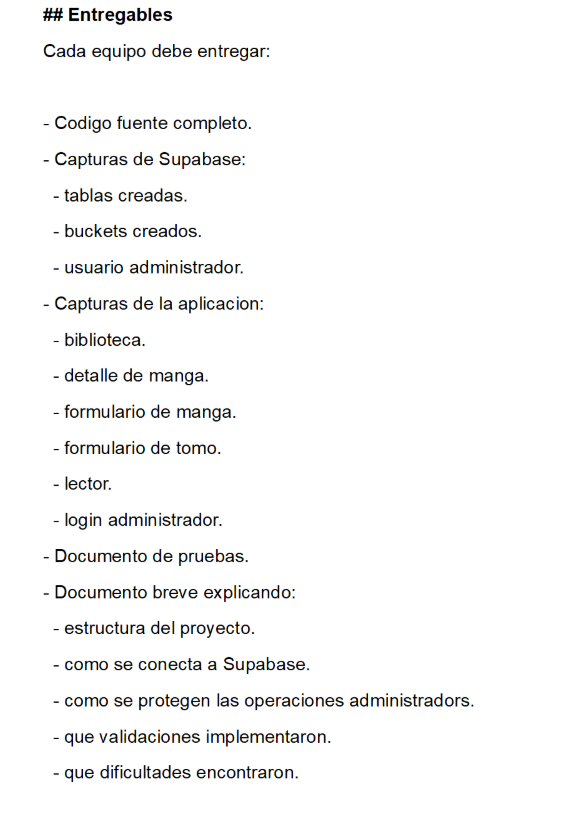 ## Entregables
Cada equipo debe entregar:
- Codigo fuente completo.
- Capturas de Supabase:
- tablas creadas.
- buckets creados.
- usuario administrador.
- Capturas de la aplicacion:
- biblioteca.
- detalle de manga.
- formulario de manga.
- formulario de tomo.
- lector.
- login administrador.
- Documento de pruebas.
- Documento breve explicando:
- estructura del proyecto.
- como se conecta a Supabase.
- como se protegen las operaciones administradors.
- que validaciones implementaron.
- que dificultades encontraron.